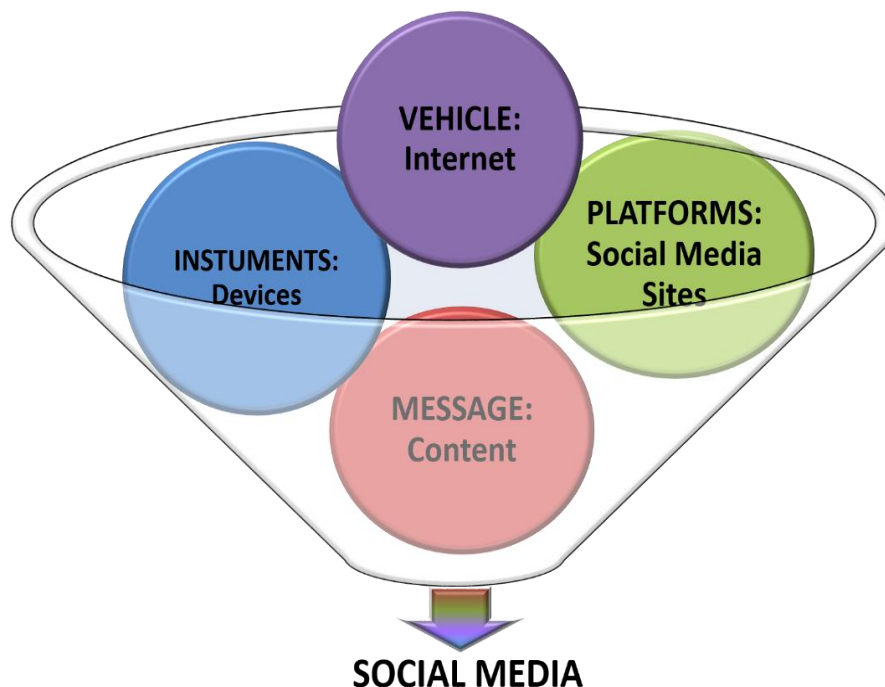 VEHICLE:
Internet
PLATFORMS:
Social Media
Sites
INSTUMENTS:
Devices
MESSAGE:
Content
SOCIAL MEDIA